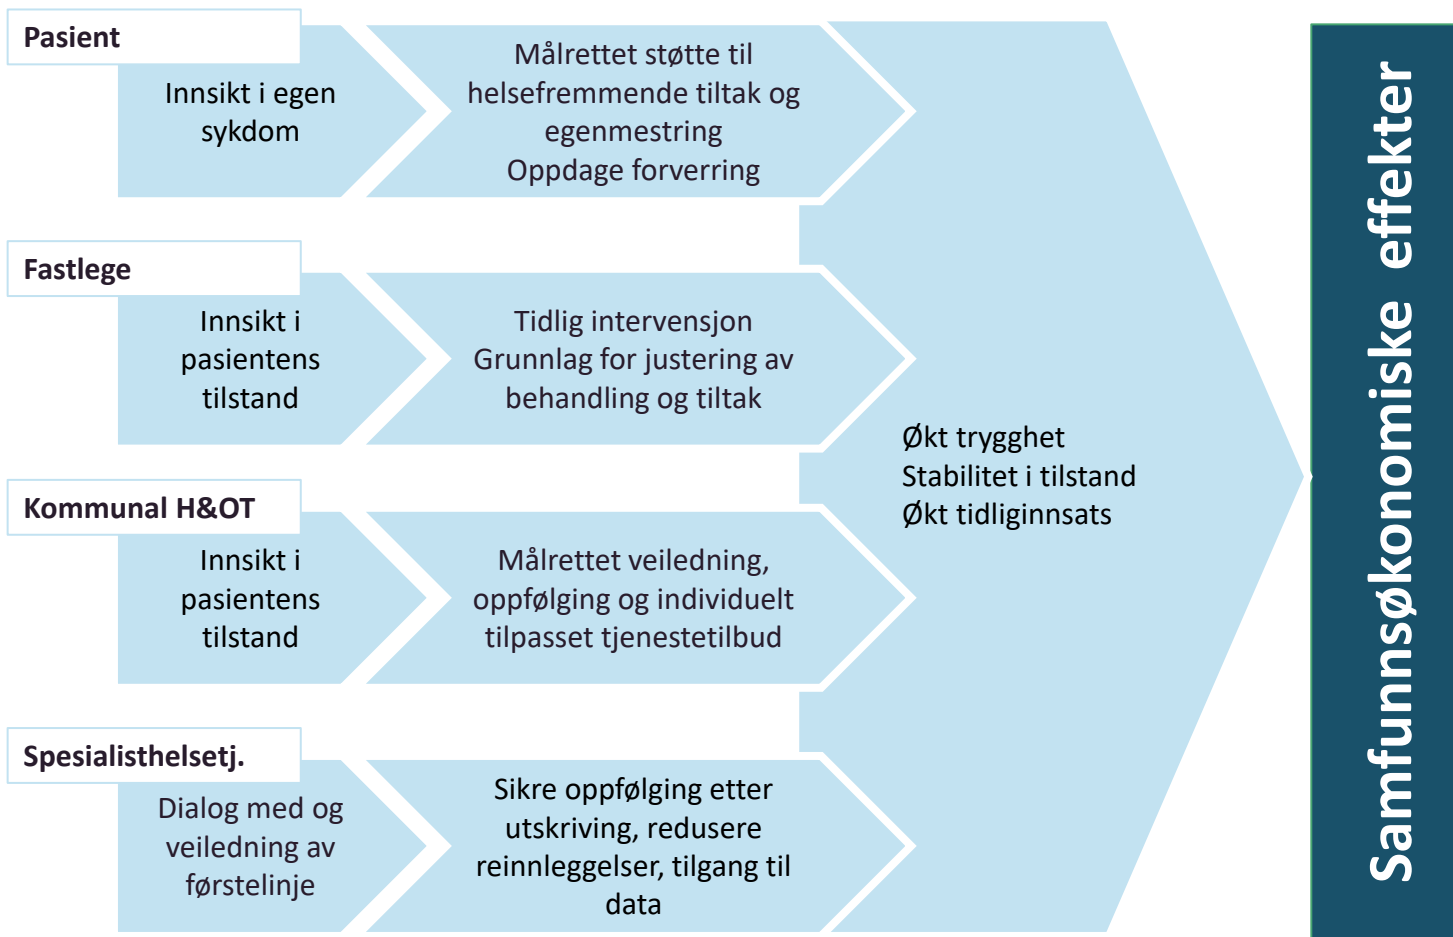 Pasient
Innsikt i egen
sykdom
Målrettet støtte til
helsefremmende tiltak og
egenmestring
Oppdage forverring
Fastlege
Innsikt i
pasientens
tilstand
Tidlig intervensjon
Grunnlag for justering av
behandling og tiltak
Kommunal H&OT
Innsikt i
pasientens
tilstand
Målrettet veiledning,
oppfølging og individuelt
tilpasset tjenestetilbud
Spesialisthelsetj.
Dialog med og
veiledning av
førstelinje
Sikre oppfølging etter
utskriving, redusere
reinnleggelser, tilgang til
data
Økt trygghet
Stabilitet i tilstand
Økt tidliginnsats
Samfunnsøkonomiske effekter